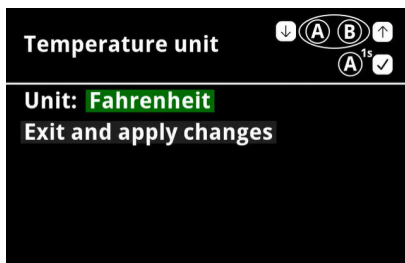 Temperature unit
↓ A B ↑
A 1s ✓
Unit: Fahrenheit
Exit and apply changes